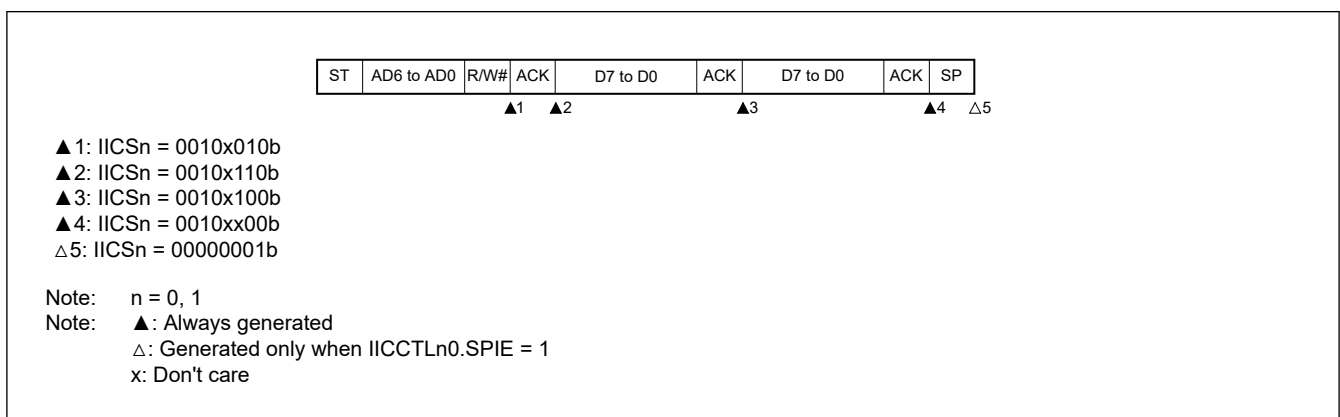 ST AD6 to AD0 R/W# ACK D7 to D0 ACK D7 to D0 ACK SP
▲1 ▲2 ▲3 ▲4 △5
▲1: IICSn = 0010x010b
▲2: IICSn = 0010x110b
▲3: IICSn = 0010x100b
▲4: IICSn = 0010xx00b
△5: IICSn = 00000001b
Note: n = 0, 1
Note: ▲: Always generated
△: Generated only when IICCTLn0.SPIE = 1
x: Don't care